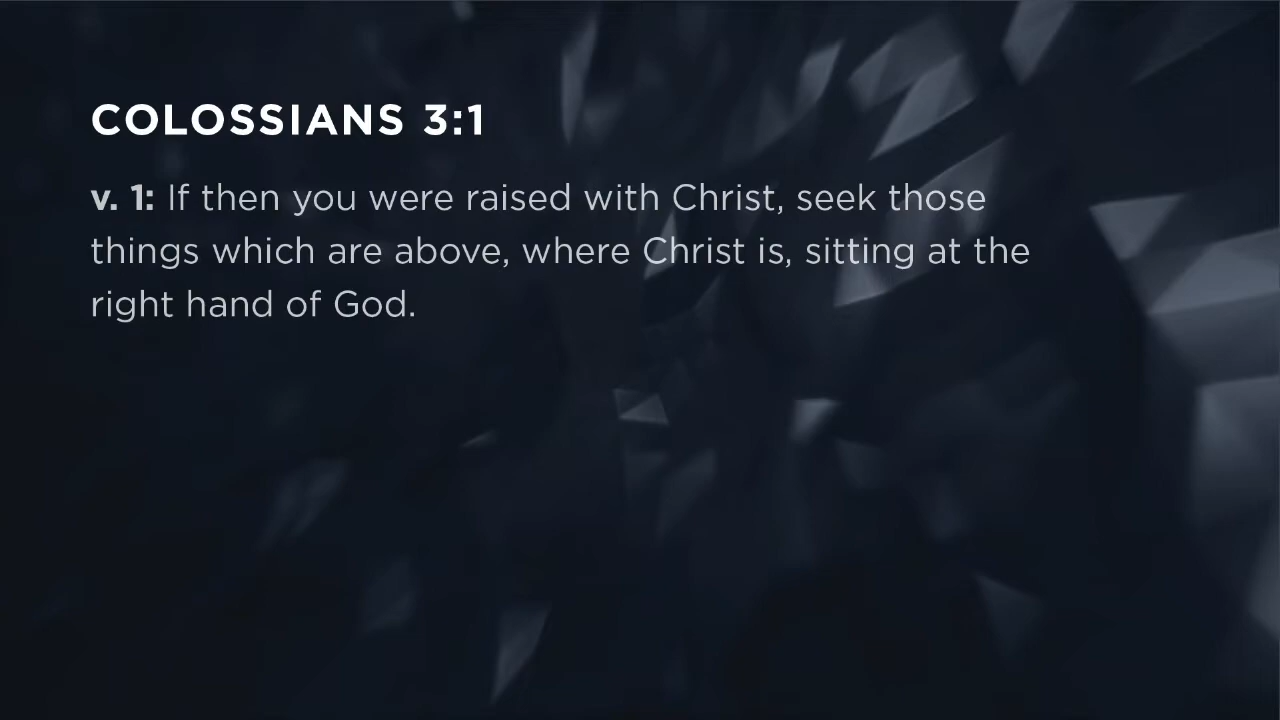 COLOSSIANS 3:1
v. 1: If then you were raised with Christ, seek those
things which are above, where Christ is, sitting at the
right hand of God.